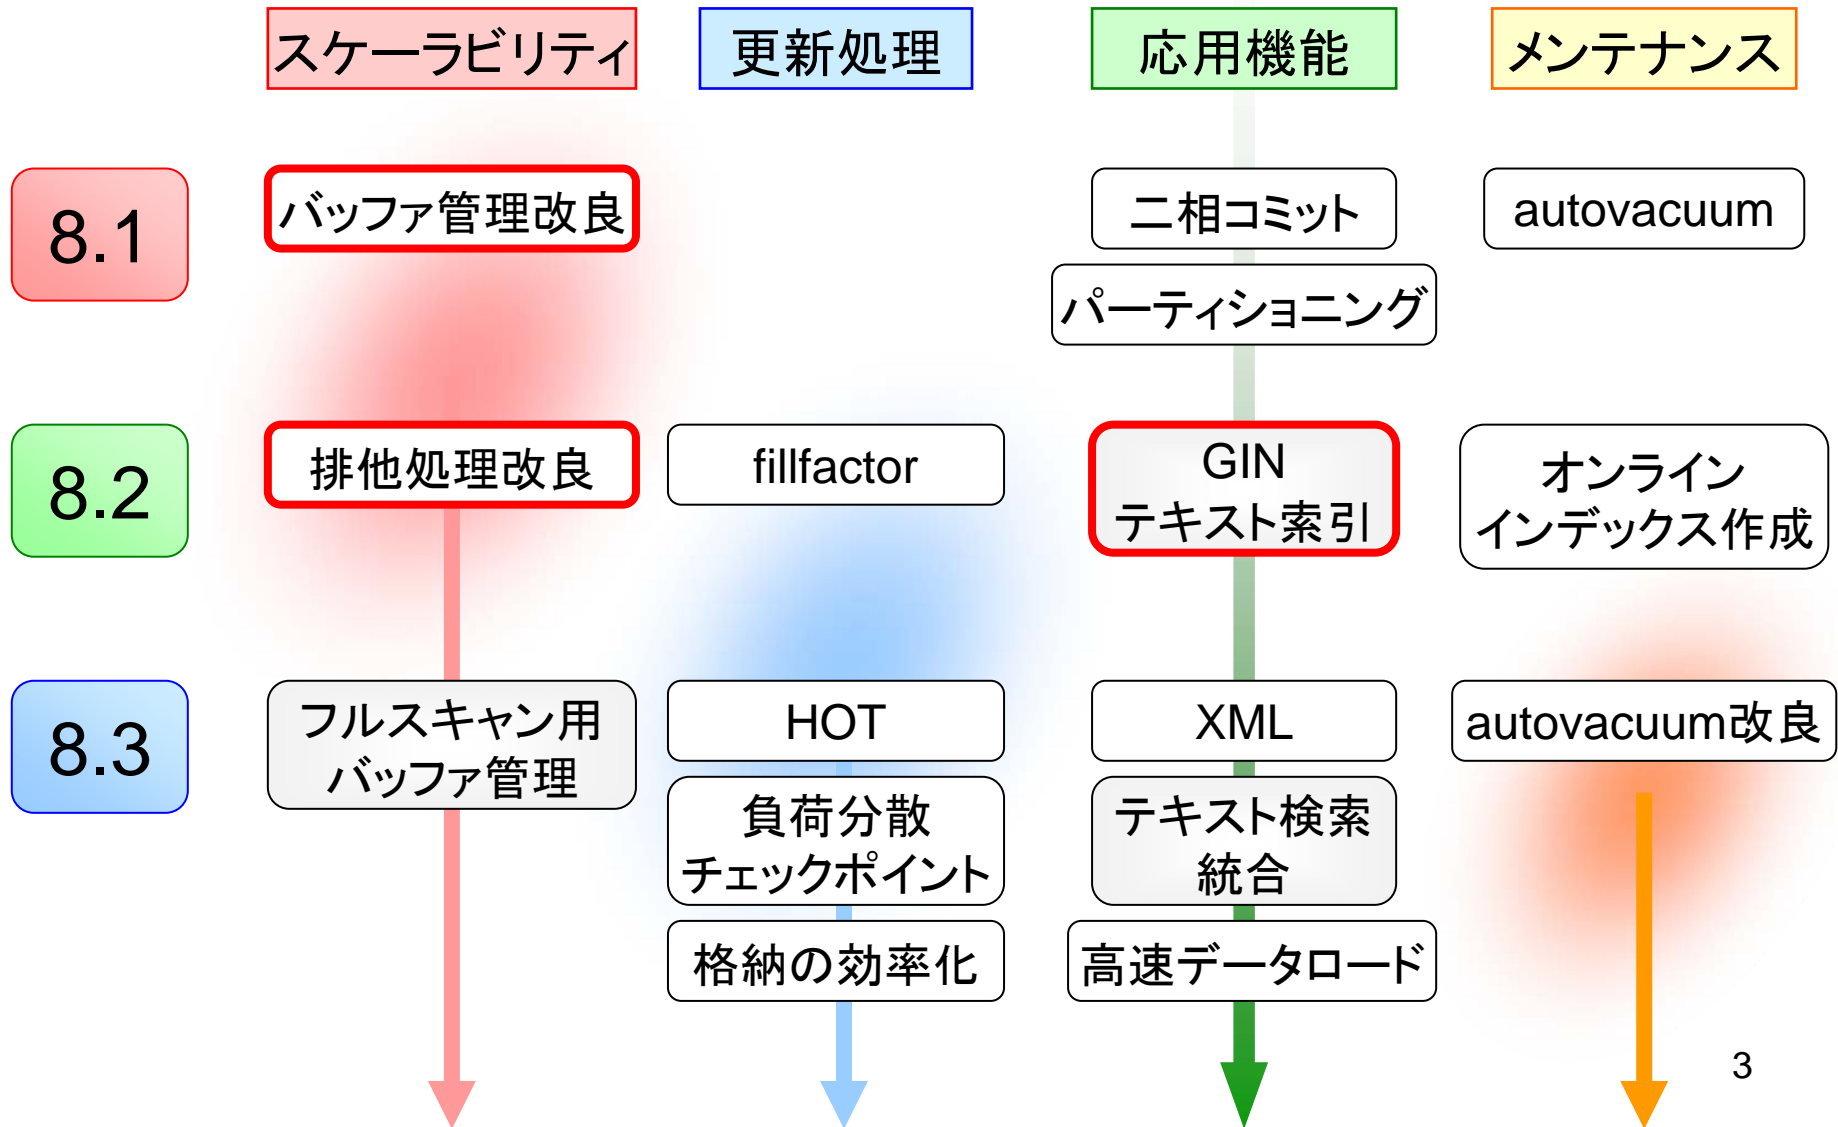 スケーラビリティ
更新処理
応用機能
メンテナンス
8.1
バッファ管理改良
二相コミット
autovacuum
パーティショニング
8.2
排他処理改良
fillfactor
GIN
テキスト索引
オンライン
インデックス作成
8.3
フルスキャン用
バッファ管理
HOT
XML
autovacuum改良
負荷分散
チェックポイント
テキスト検索
統合
格納の効率化
高速データロード
3